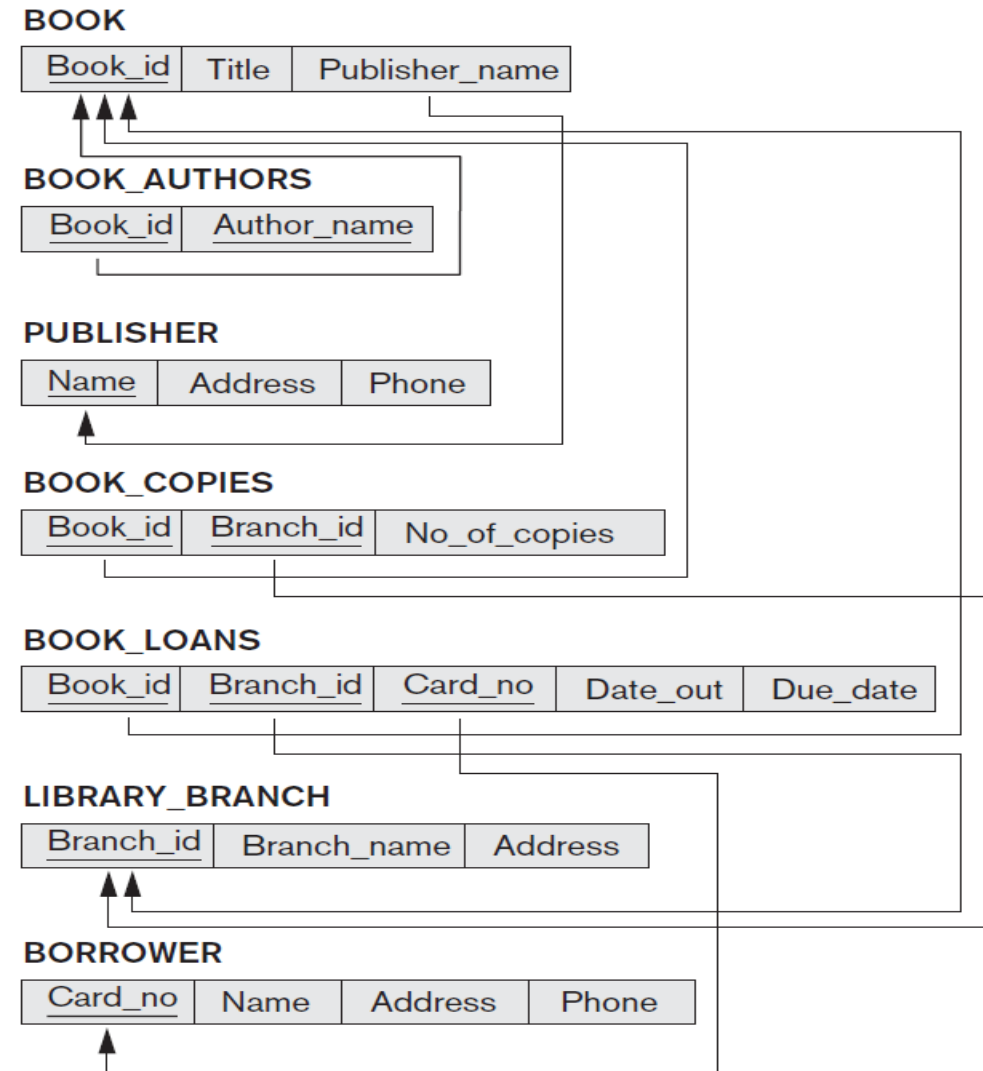 BOOK
Book_id Title Publisher_name
BOOK_AUTHORS
Book_id Author_name
PUBLISHER
Name Address Phone
BOOK_COPIES
Book_id Branch_id No_of_copies
BOOK_LOANS
Book_id Branch_id Card_no Date_out Due_date
LIBRARY_BRANCH
Branch_id Branch_name Address
BORROWER
Card_no Name Address Phone